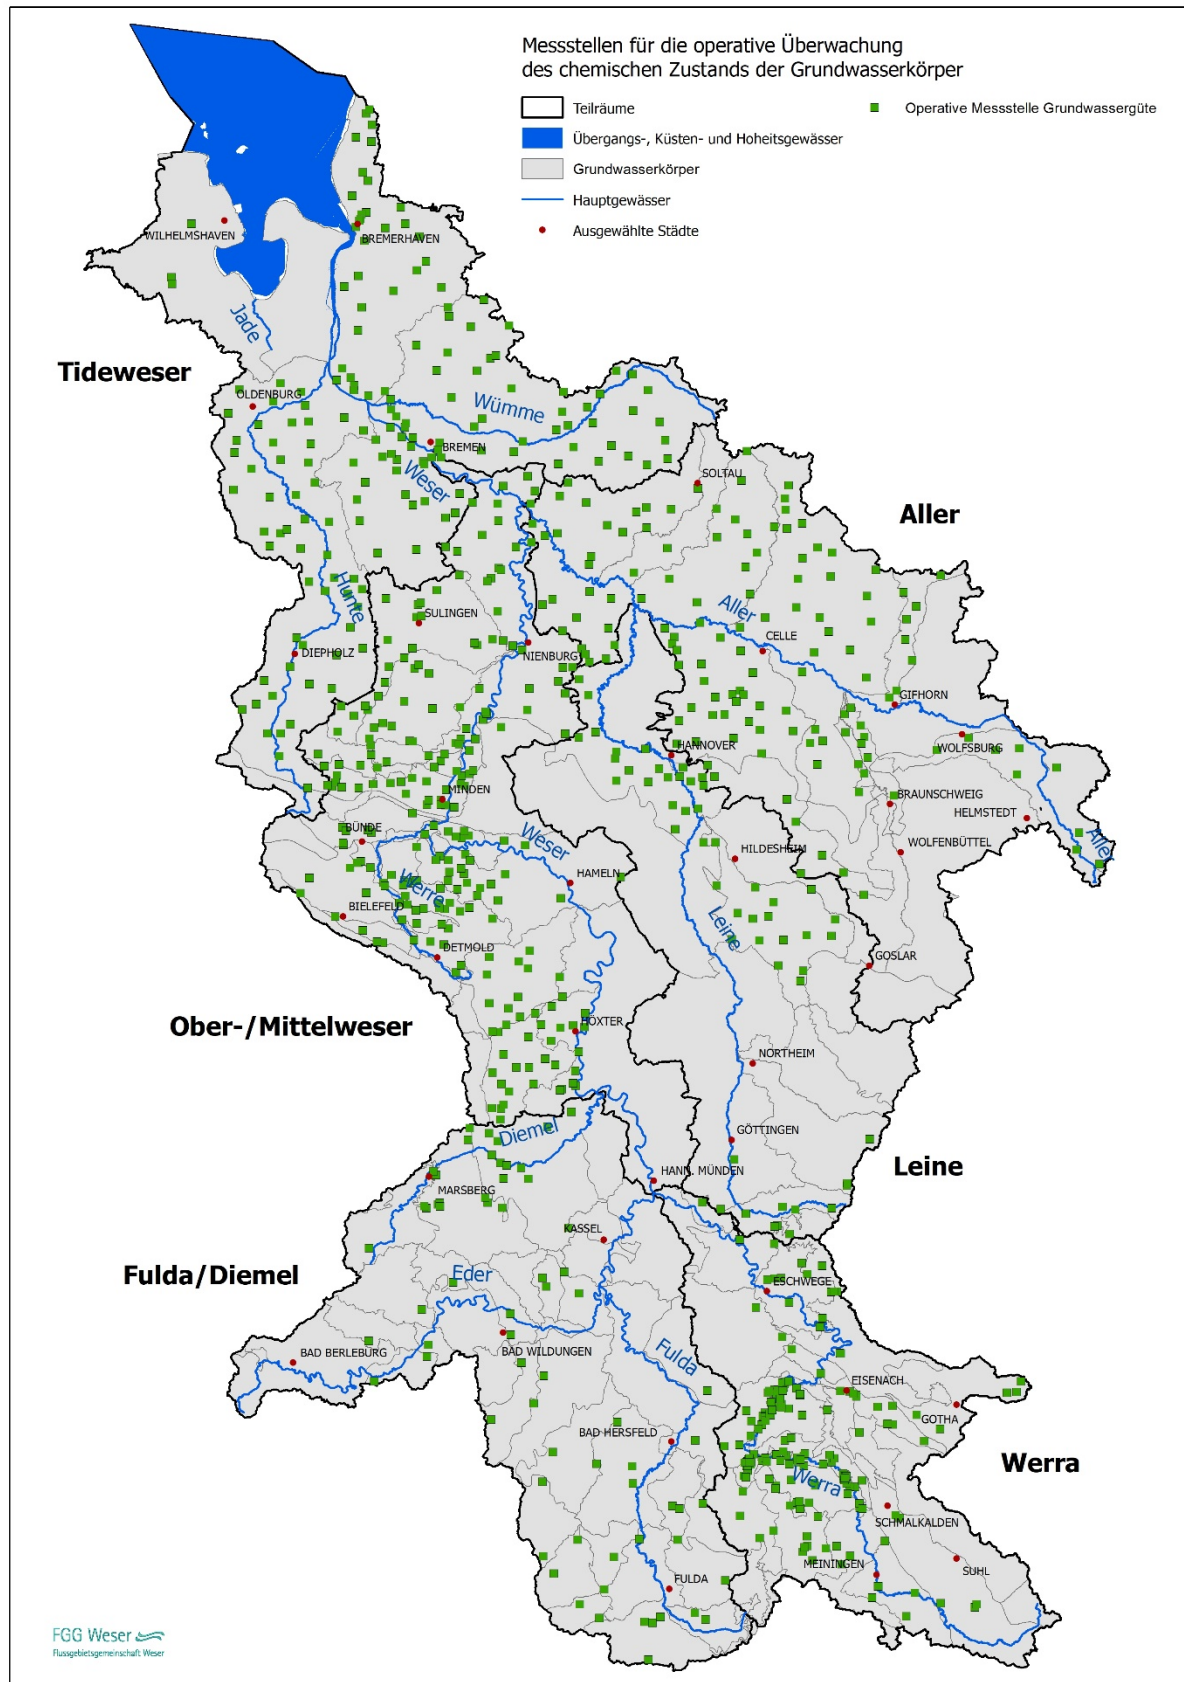 Messstellen für die operative Überwachung
des chemischen Zustands der Grundwasserkörper
Teilräume
Operative Messstelle Grundwassergüte
Übergangs-, Küsten- und Hoheitsgewässer
Grundwasserkörper
Hauptgewässer
Ausgewählte Städte
WILHELMSHAVEN
BREMERHAVEN
Jade
Tideweser
OLDENBURG
Wümme
BREMEN
Weser
SOLTAU
Aller
Hunte
SULINGEN
Aller
CELLE
DIEPHOLZ
NIENBURG
GIFHORN
HANNOVER
WOLFSBURG
MINDEN
BRAUNSCHWEIG
HELMSTEDT
BÜNDE
Weser
HILDESHEIM
WOLFENBÜTTEL
Aller
Werre
HAMELN
BIELEFELD
Leine
DETMOLD
GOSLAR
Ober-/Mittelweser
HÖXTER
NORTHEIM
Diemel
GÖTTINGEN
Leine
HANN. MÜNDEN
MARSBERG
KASSEL
Fulda/Diemel
Eder
ESCHWEGE
BAD BERLEBURG
BAD WILDUNGEN
Fulda
EISENACH
GOTHA
BAD HERSFELD
Werra
Werra
SCHMALKALDEN
MEININGEN
SUHL
FULDA
FGG Weser
Flussgebietsgemeinschaft Weser